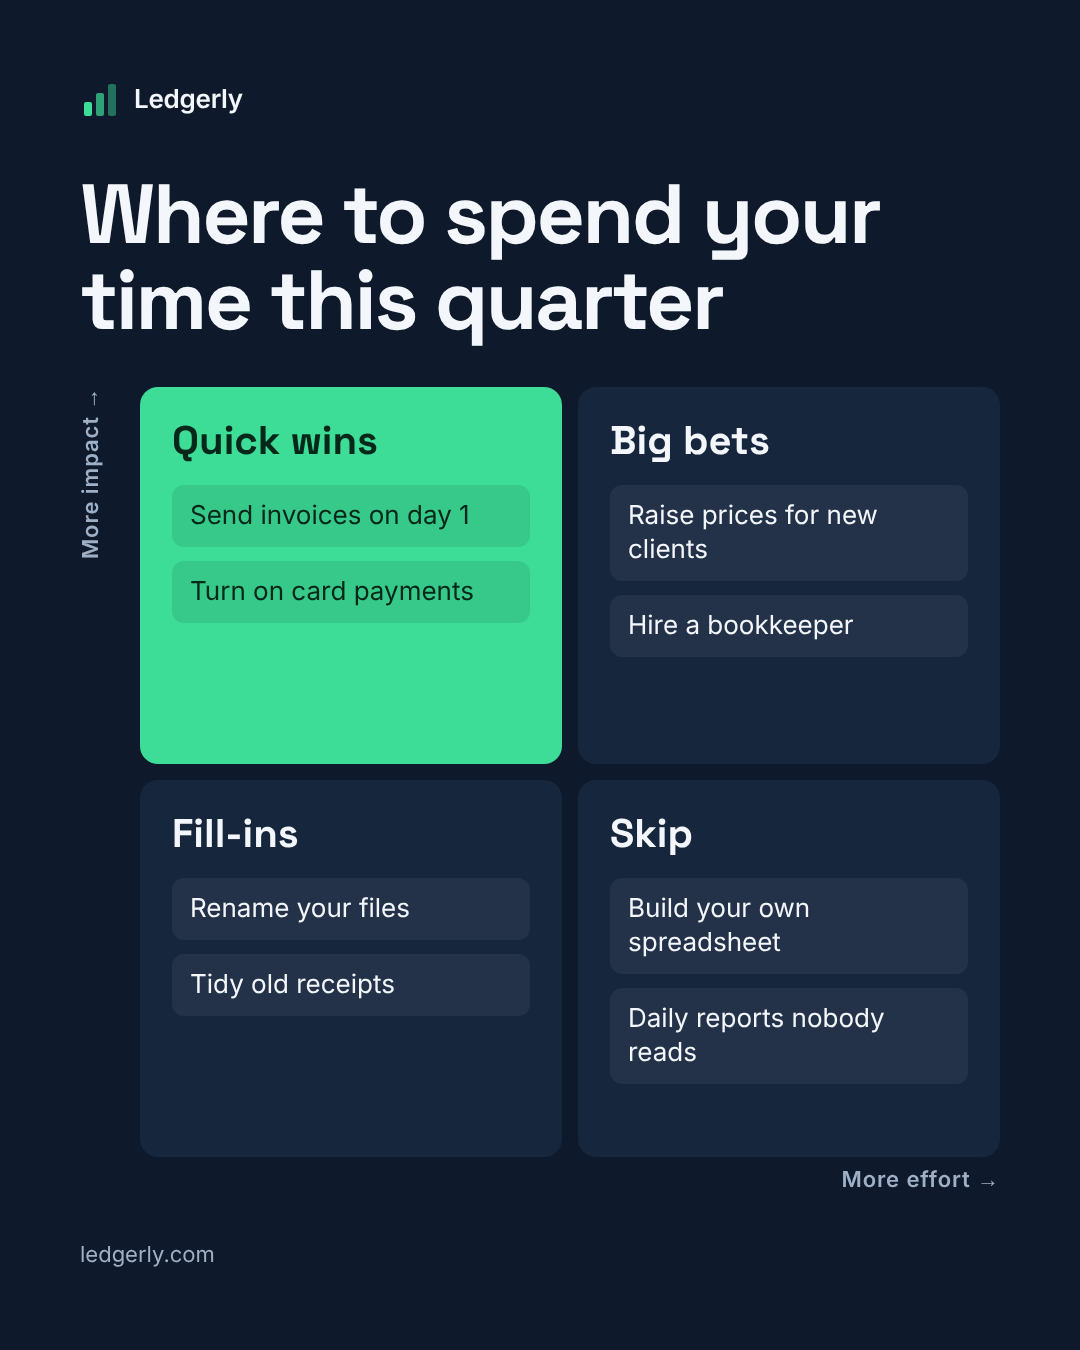 Ledgerly
Where to spend your
time this quarter
More impact →
Quick wins
Send invoices on day 1
Turn on card payments
Big bets
Raise prices for new
clients
Hire a bookkeeper
Fill-ins
Rename your files
Tidy old receipts
Skip
Build your own
spreadsheet
Daily reports nobody
reads
More effort →
ledgerly.com